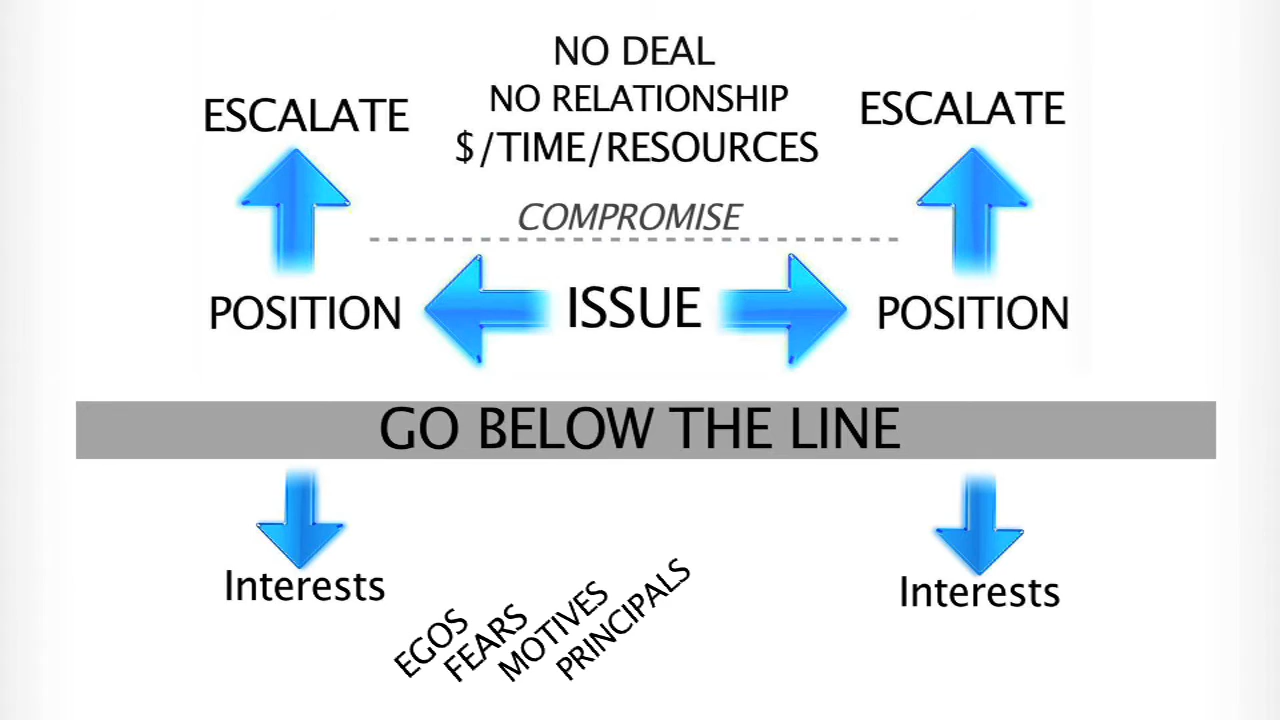 NO DEAL
NO RELATIONSHIP
$/TIME/RESOURCES
ESCALATE
ESCALATE
COMPROMISE
POSITION
ISSUE
POSITION
GO BELOW THE LINE
Interests
Interests
EGOS
FEARS
MOTIVES
PRINCIPALS